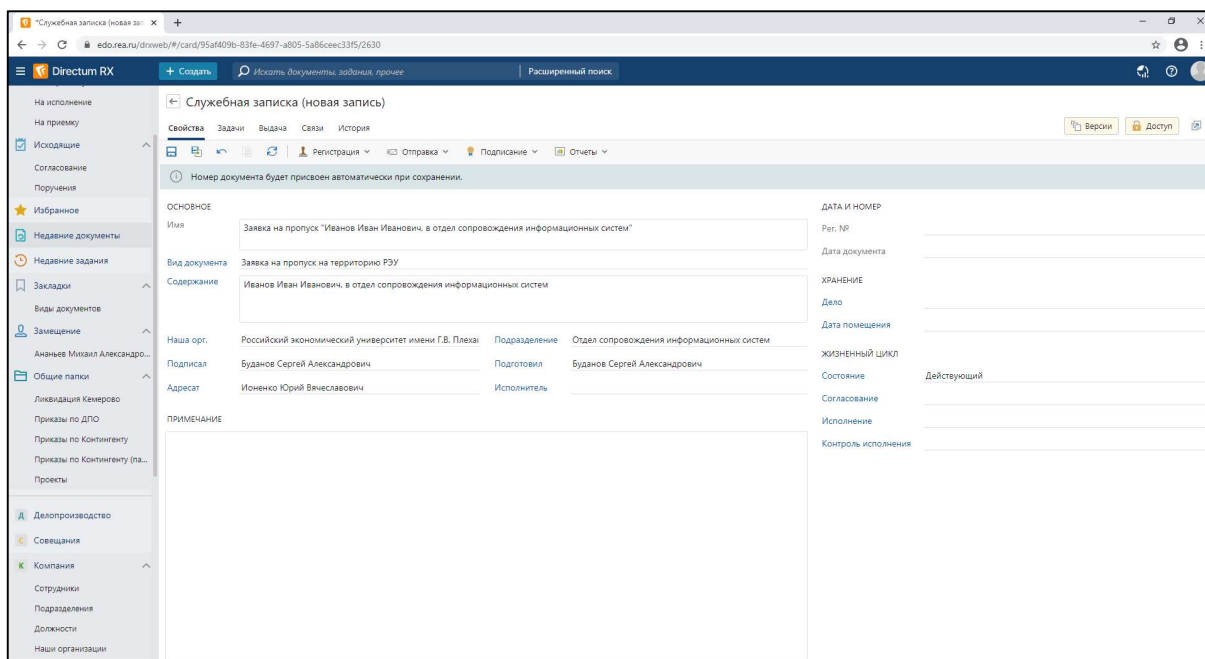 *Служебная записка (новая зап
edo.rea.ru/drxweb/#/card/95af409b-83fe-4697-a805-5a86ceec33f5/2630
Directum RX
+ Создать
Искать документы, задания, прочее
Расширенный поиск
На исполнение
На приемку
Исходящие
Согласование
Поручения
Избранное
Недавние документы
Недавние задания
Закладки
Виды документов
Замещение
Ананьев Михаил Александро...
Общие папки
Ликвидация Кемерово
Приказы по ДПО
Приказы по Контингенту
Приказы по Контингенту (па...
Проекты
Д Делопроизводство
С Совещания
К Компания
Сотрудники
Подразделения
Должности
Наши организации
Служебная записка (новая запись)
Свойства Задачи Выдача Связи История
Версии Доступ
Регистрация Отправка Подписание Отчеты
Номер документа будет присвоен автоматически при сохранении.
ОСНОВНОЕ
Имя Заявка на пропуск "Иванов Иван Иванович, в отдел сопровождения информационных систем"
Вид документа Заявка на пропуск на территорию РЭУ
Содержание Иванов Иван Иванович, в отдел сопровождения информационных систем
Наша орг. Российский экономический университет имени Г.В. Плеха Подразделение Отдел сопровождения информационных систем
Подписал Буданов Сергей Александрович Подготовил Буданов Сергей Александрович
Адресат Ионенко Юрий Вячеславович Исполнитель
ПРИМЕЧАНИЕ
ДАТА И НОМЕР
Рег. №
Дата документа
ХРАНЕНИЕ
Дело
Дата помещения
ЖИЗНЕННЫЙ ЦИКЛ
Состояние Действующий
Согласование
Исполнение
Контроль исполнения